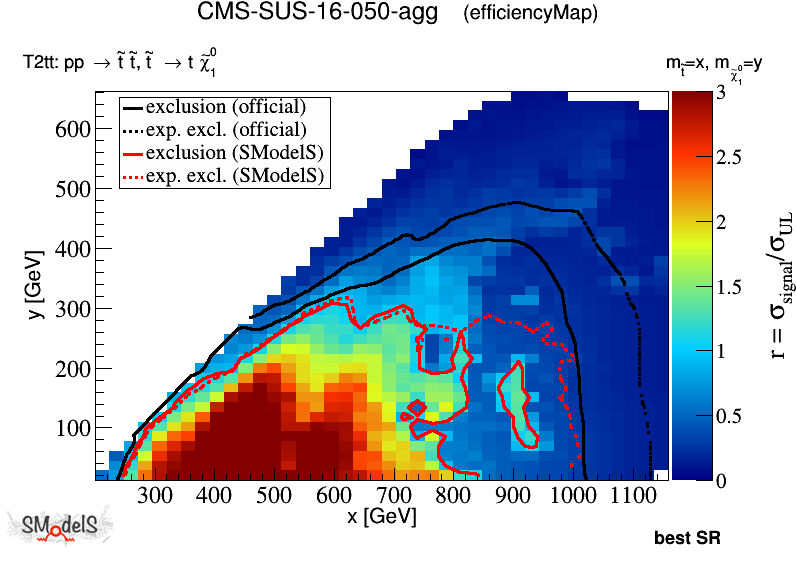 CMS-SUS-16-050-agg (efficiencyMap)
T2tt: pp → t̃ t̃, t̃ → t χ̃₁⁰
m_t̃=x, m_χ̃₁⁰=y
exclusion (official)
exp. excl. (official)
exclusion (SModelS)
exp. excl. (SModelS)
600
500
400
300
200
100
y [GeV]
300 400 500 600 700 800 900 1000 1100
x [GeV]
3
2.5
2
1.5
1
0.5
0
r = σ_signal/σ_UL
SModelS
best SR